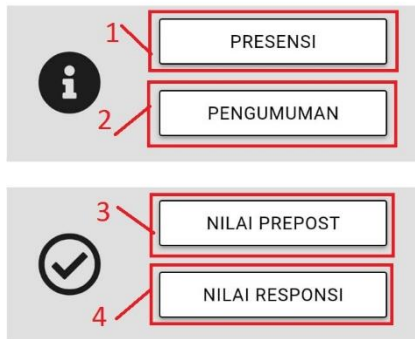 1
PRESENSI
2
PENGUMUMAN
3
NILAI PREPOST
4
NILAI RESPONSI